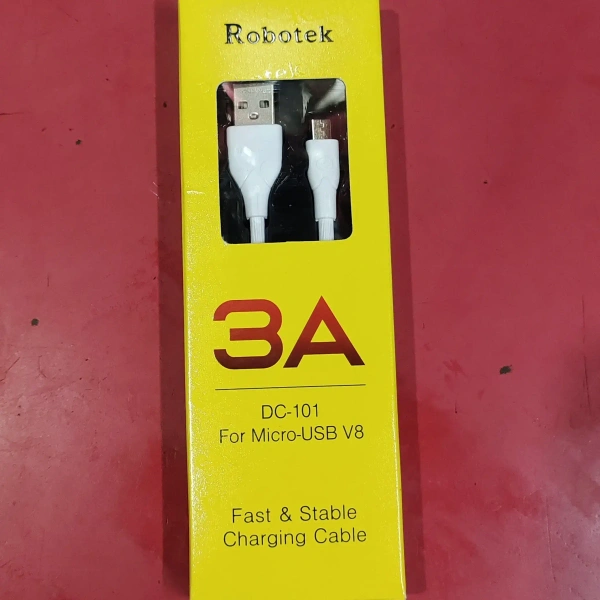 Robotek
3A
DC-101
For Micro-USB V8
Fast & Stable
Charging Cable